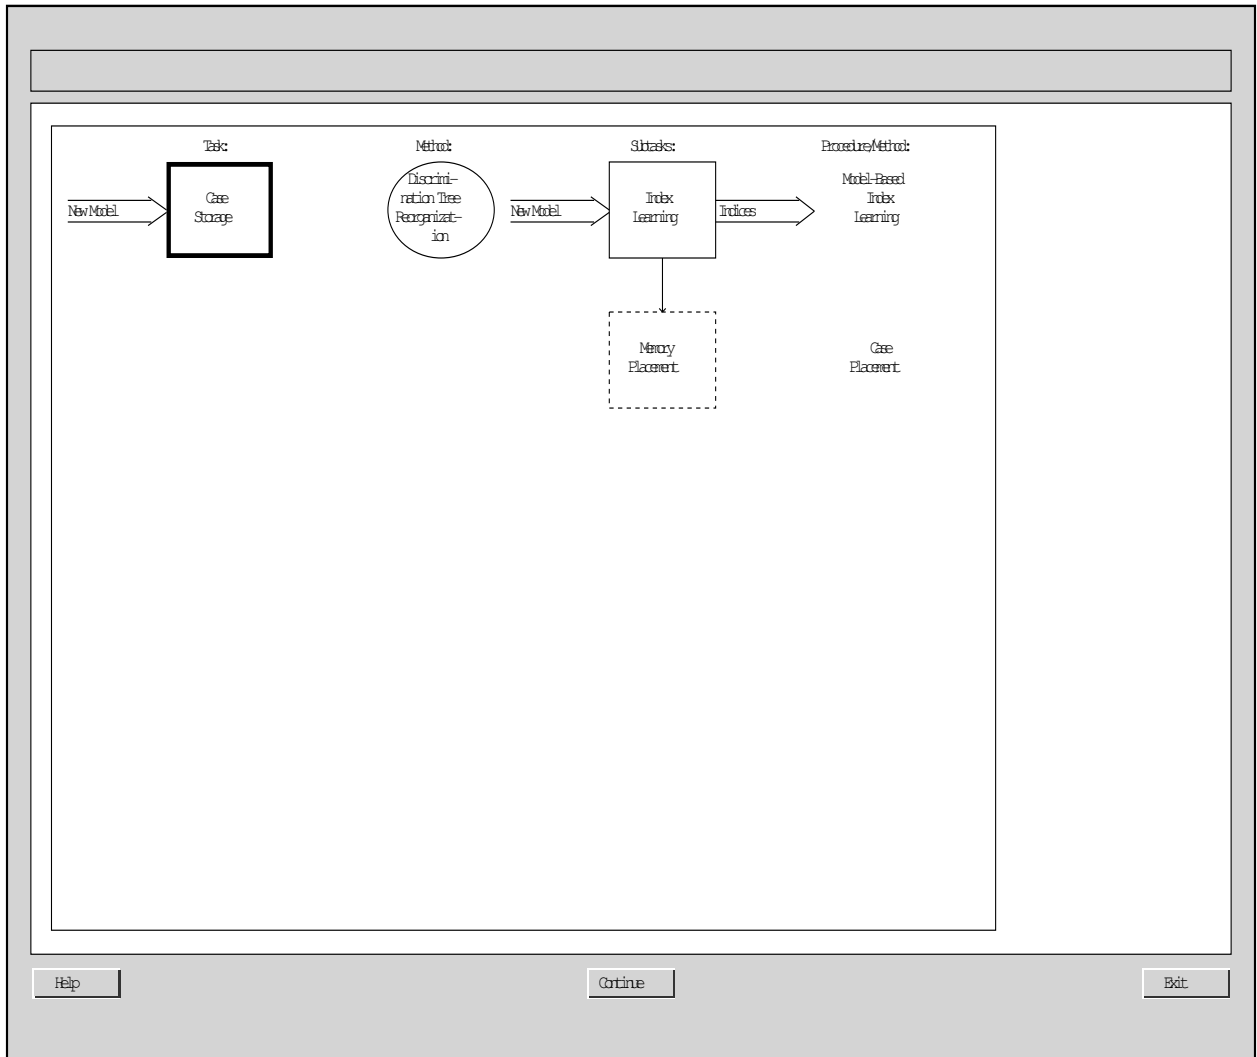 Task: Method: Subtasks: Procedure/Method:
New Model
Case
Storage
Discrimi-
nation Tree
Reorganizat-
ion
New Model
Index
Learning
Indices
Model-Based
Index
Learning
Memory
Placement
Case
Placement
Help Continue Exit